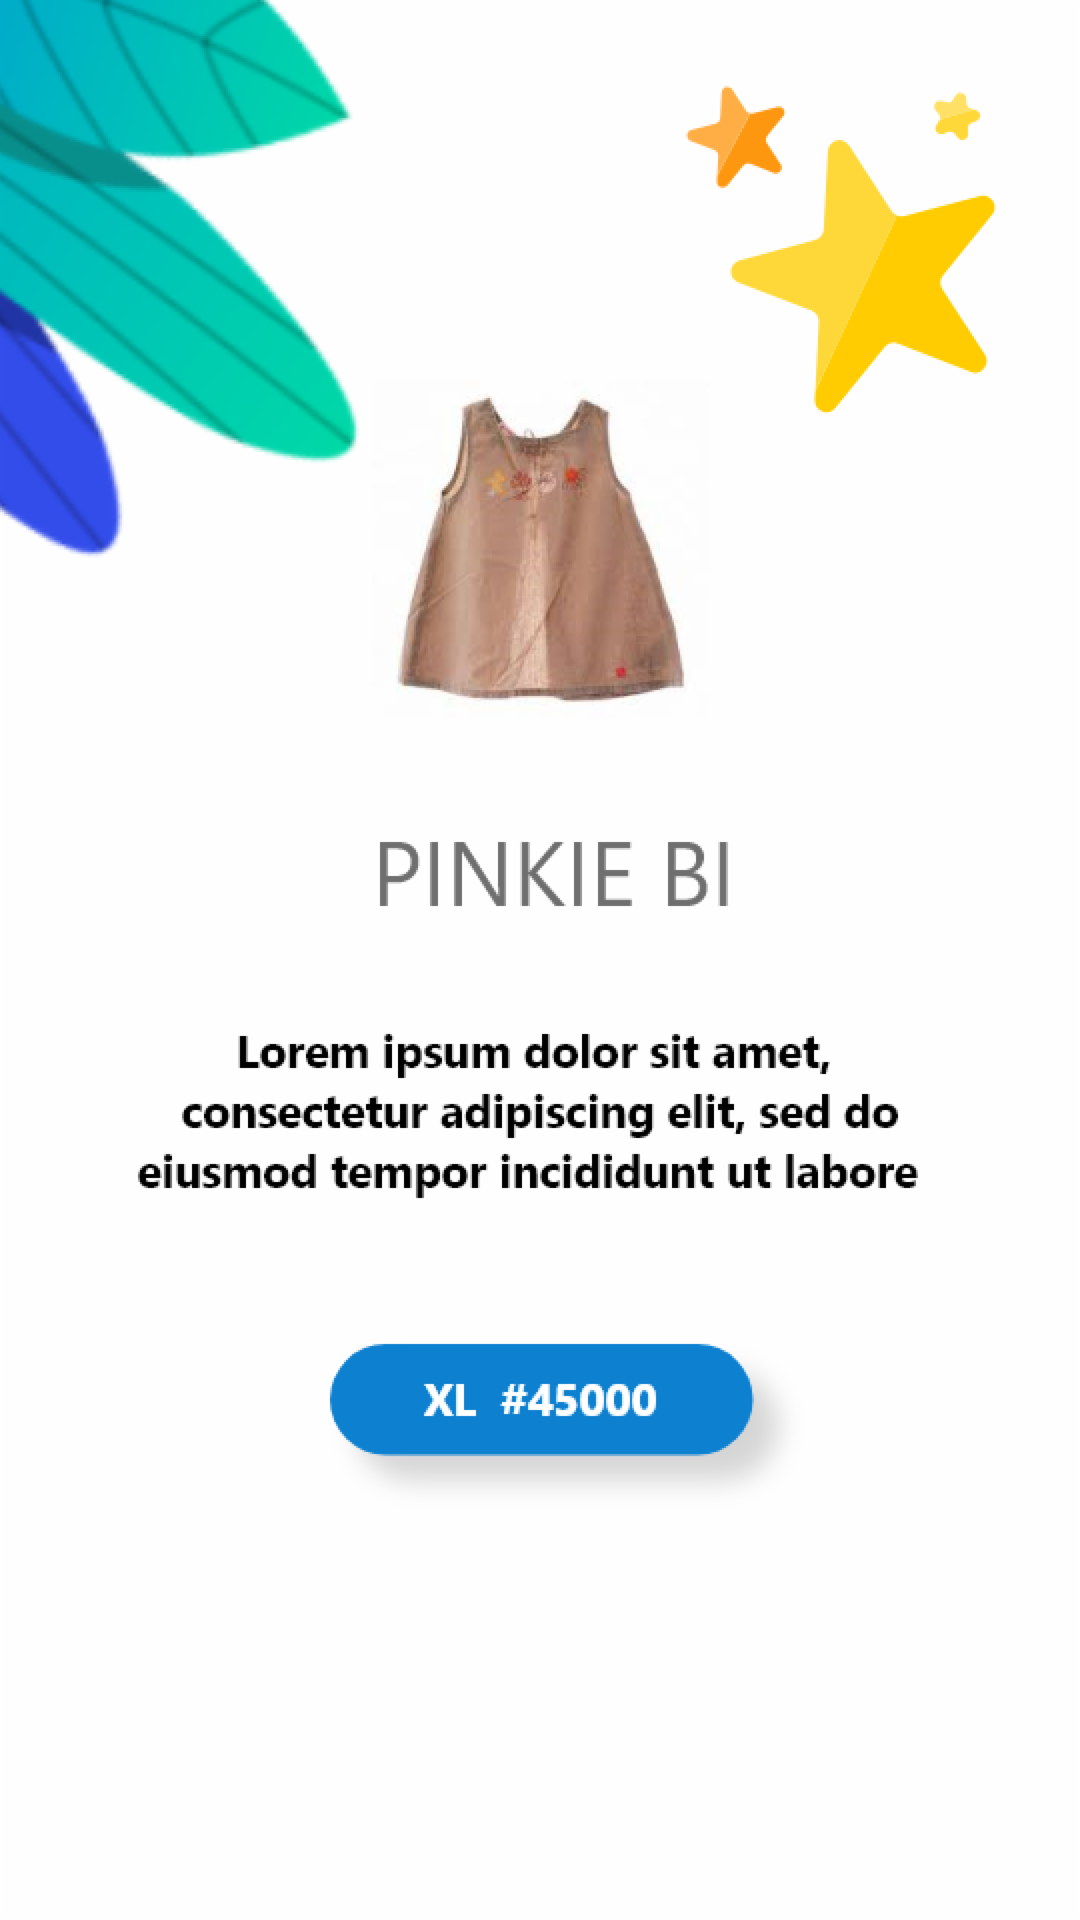 PINKIE BI
Lorem ipsum dolor sit amet,
consectetur adipiscing elit, sed do
eiusmod tempor incididunt ut labore
XL #45000